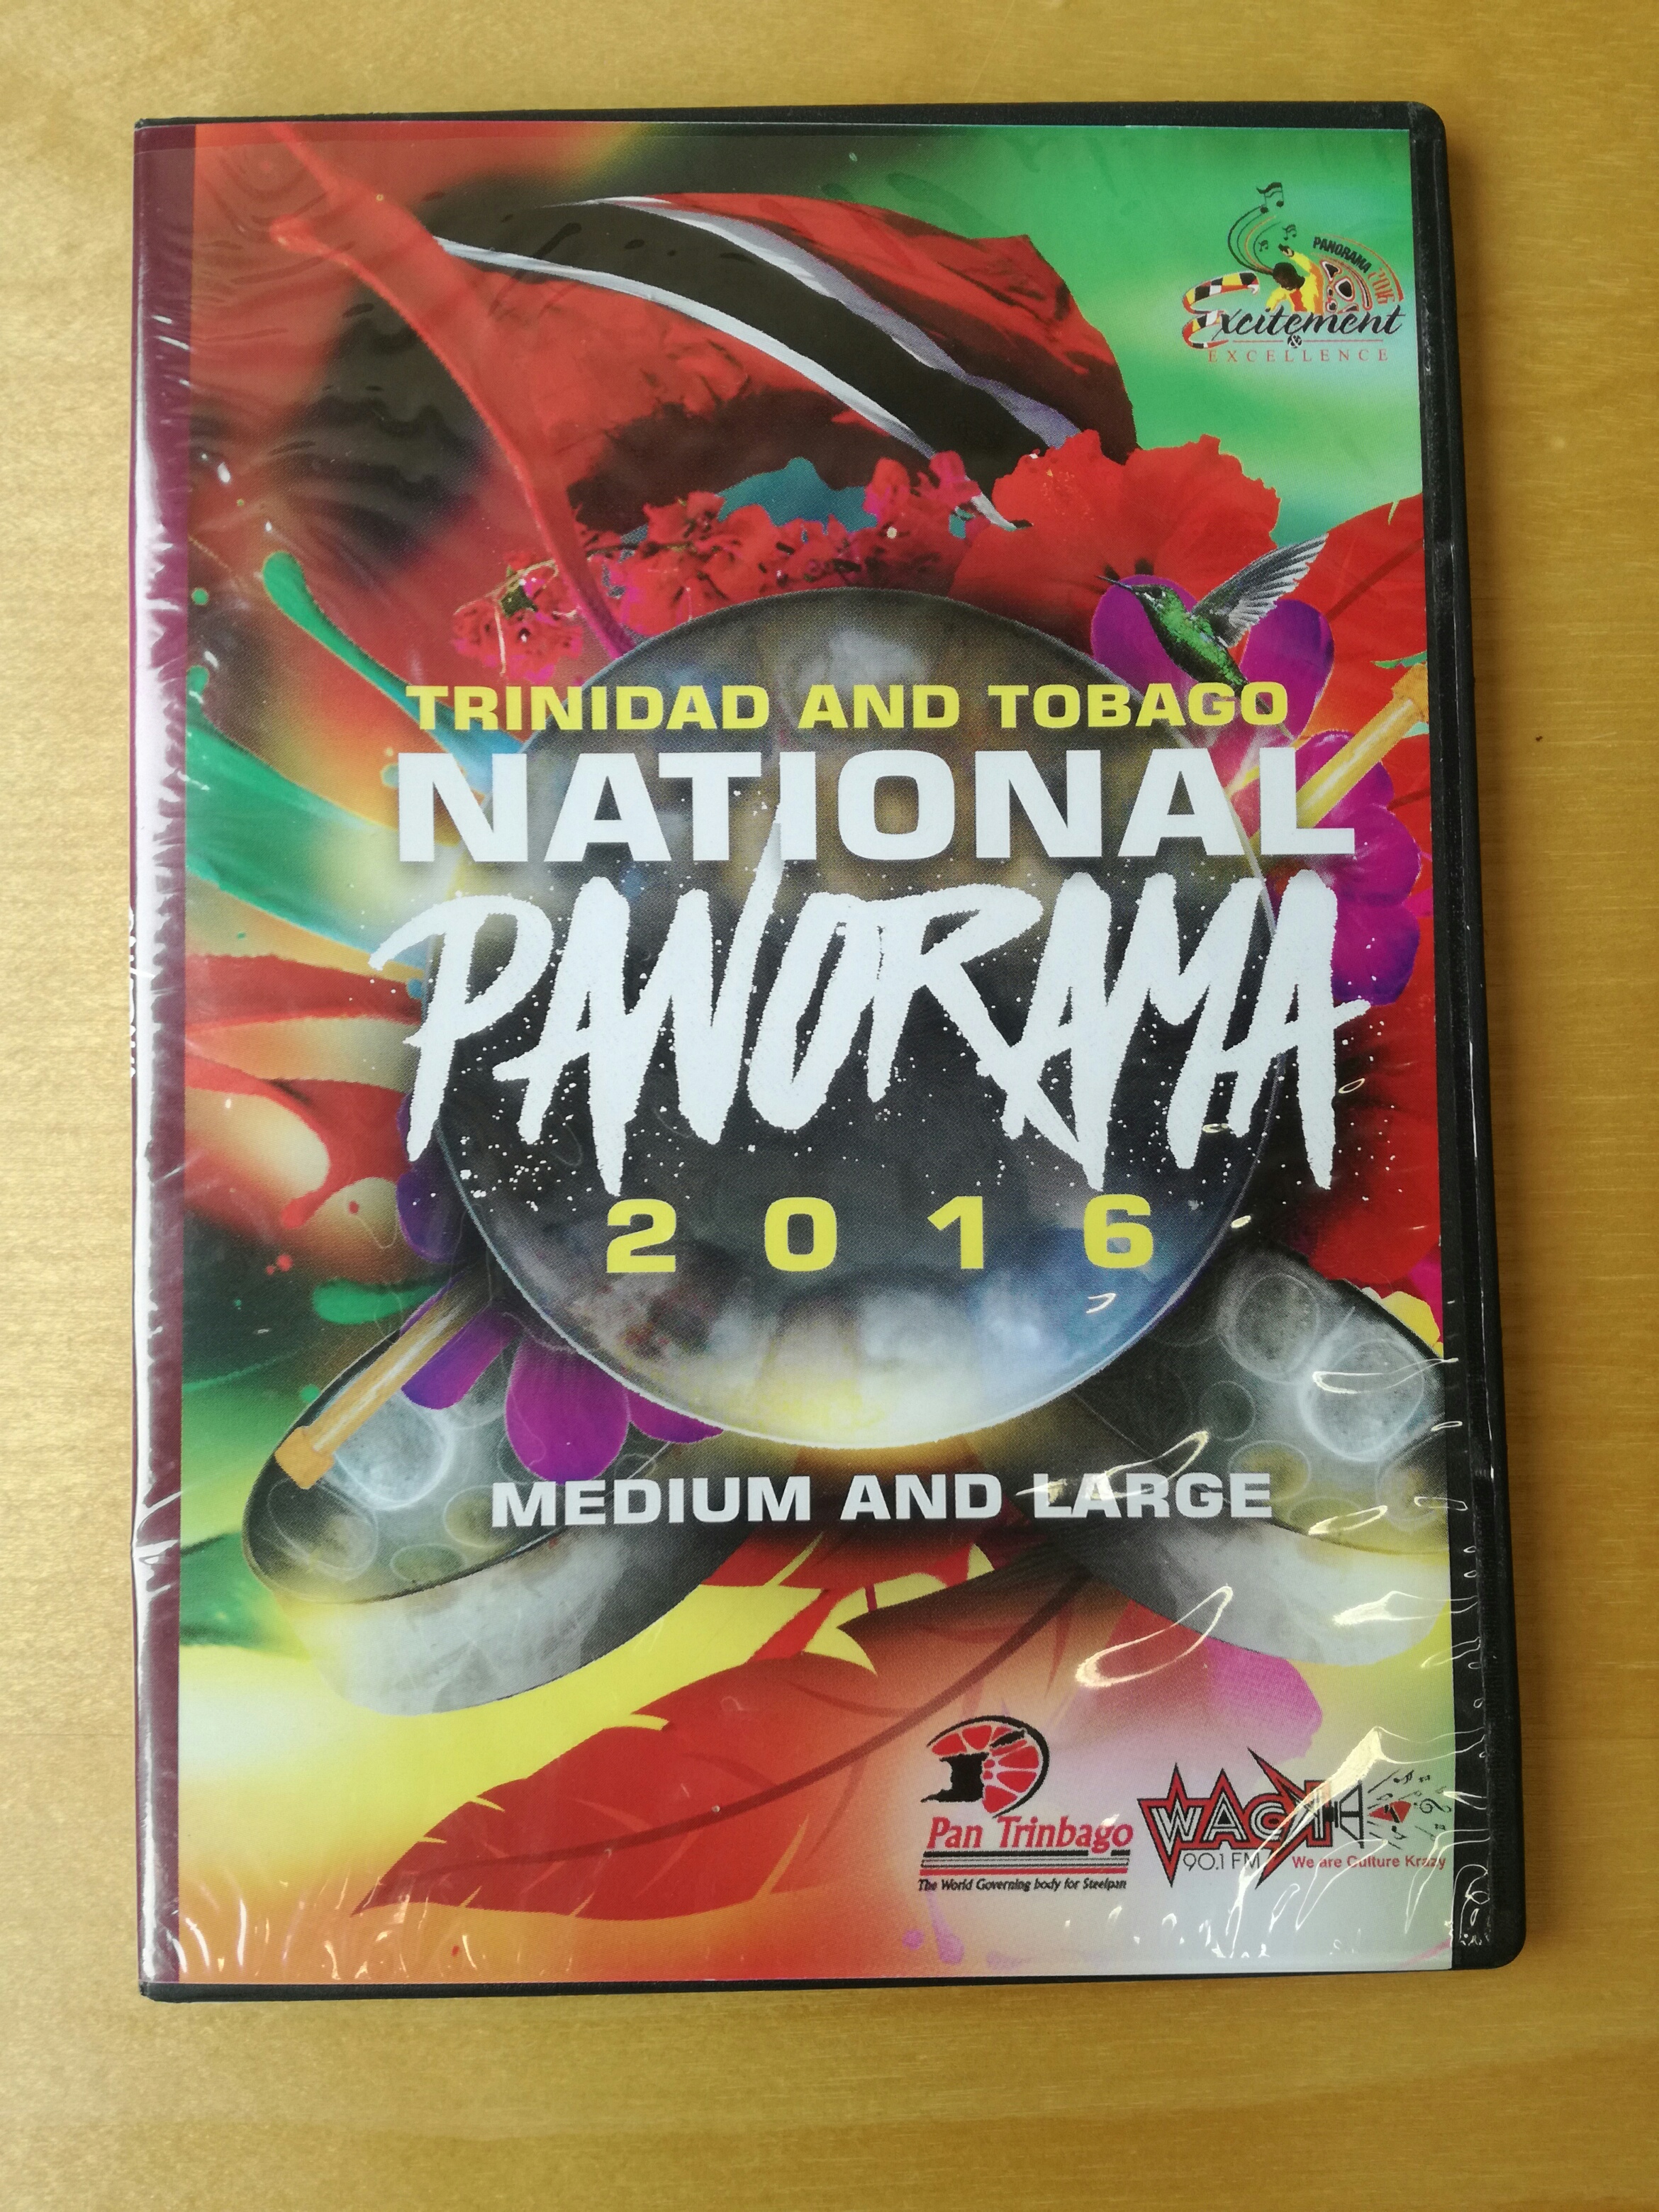 PANORAMA 2016
Excitement
&
EXCELLENCE
TRINIDAD AND TOBAGO
NATIONAL
PANORAMA
2016
MEDIUM AND LARGE
Pan Trinbago
The World Governing body for Steelpan
WACK
90.1 FM
We are Culture Krazy